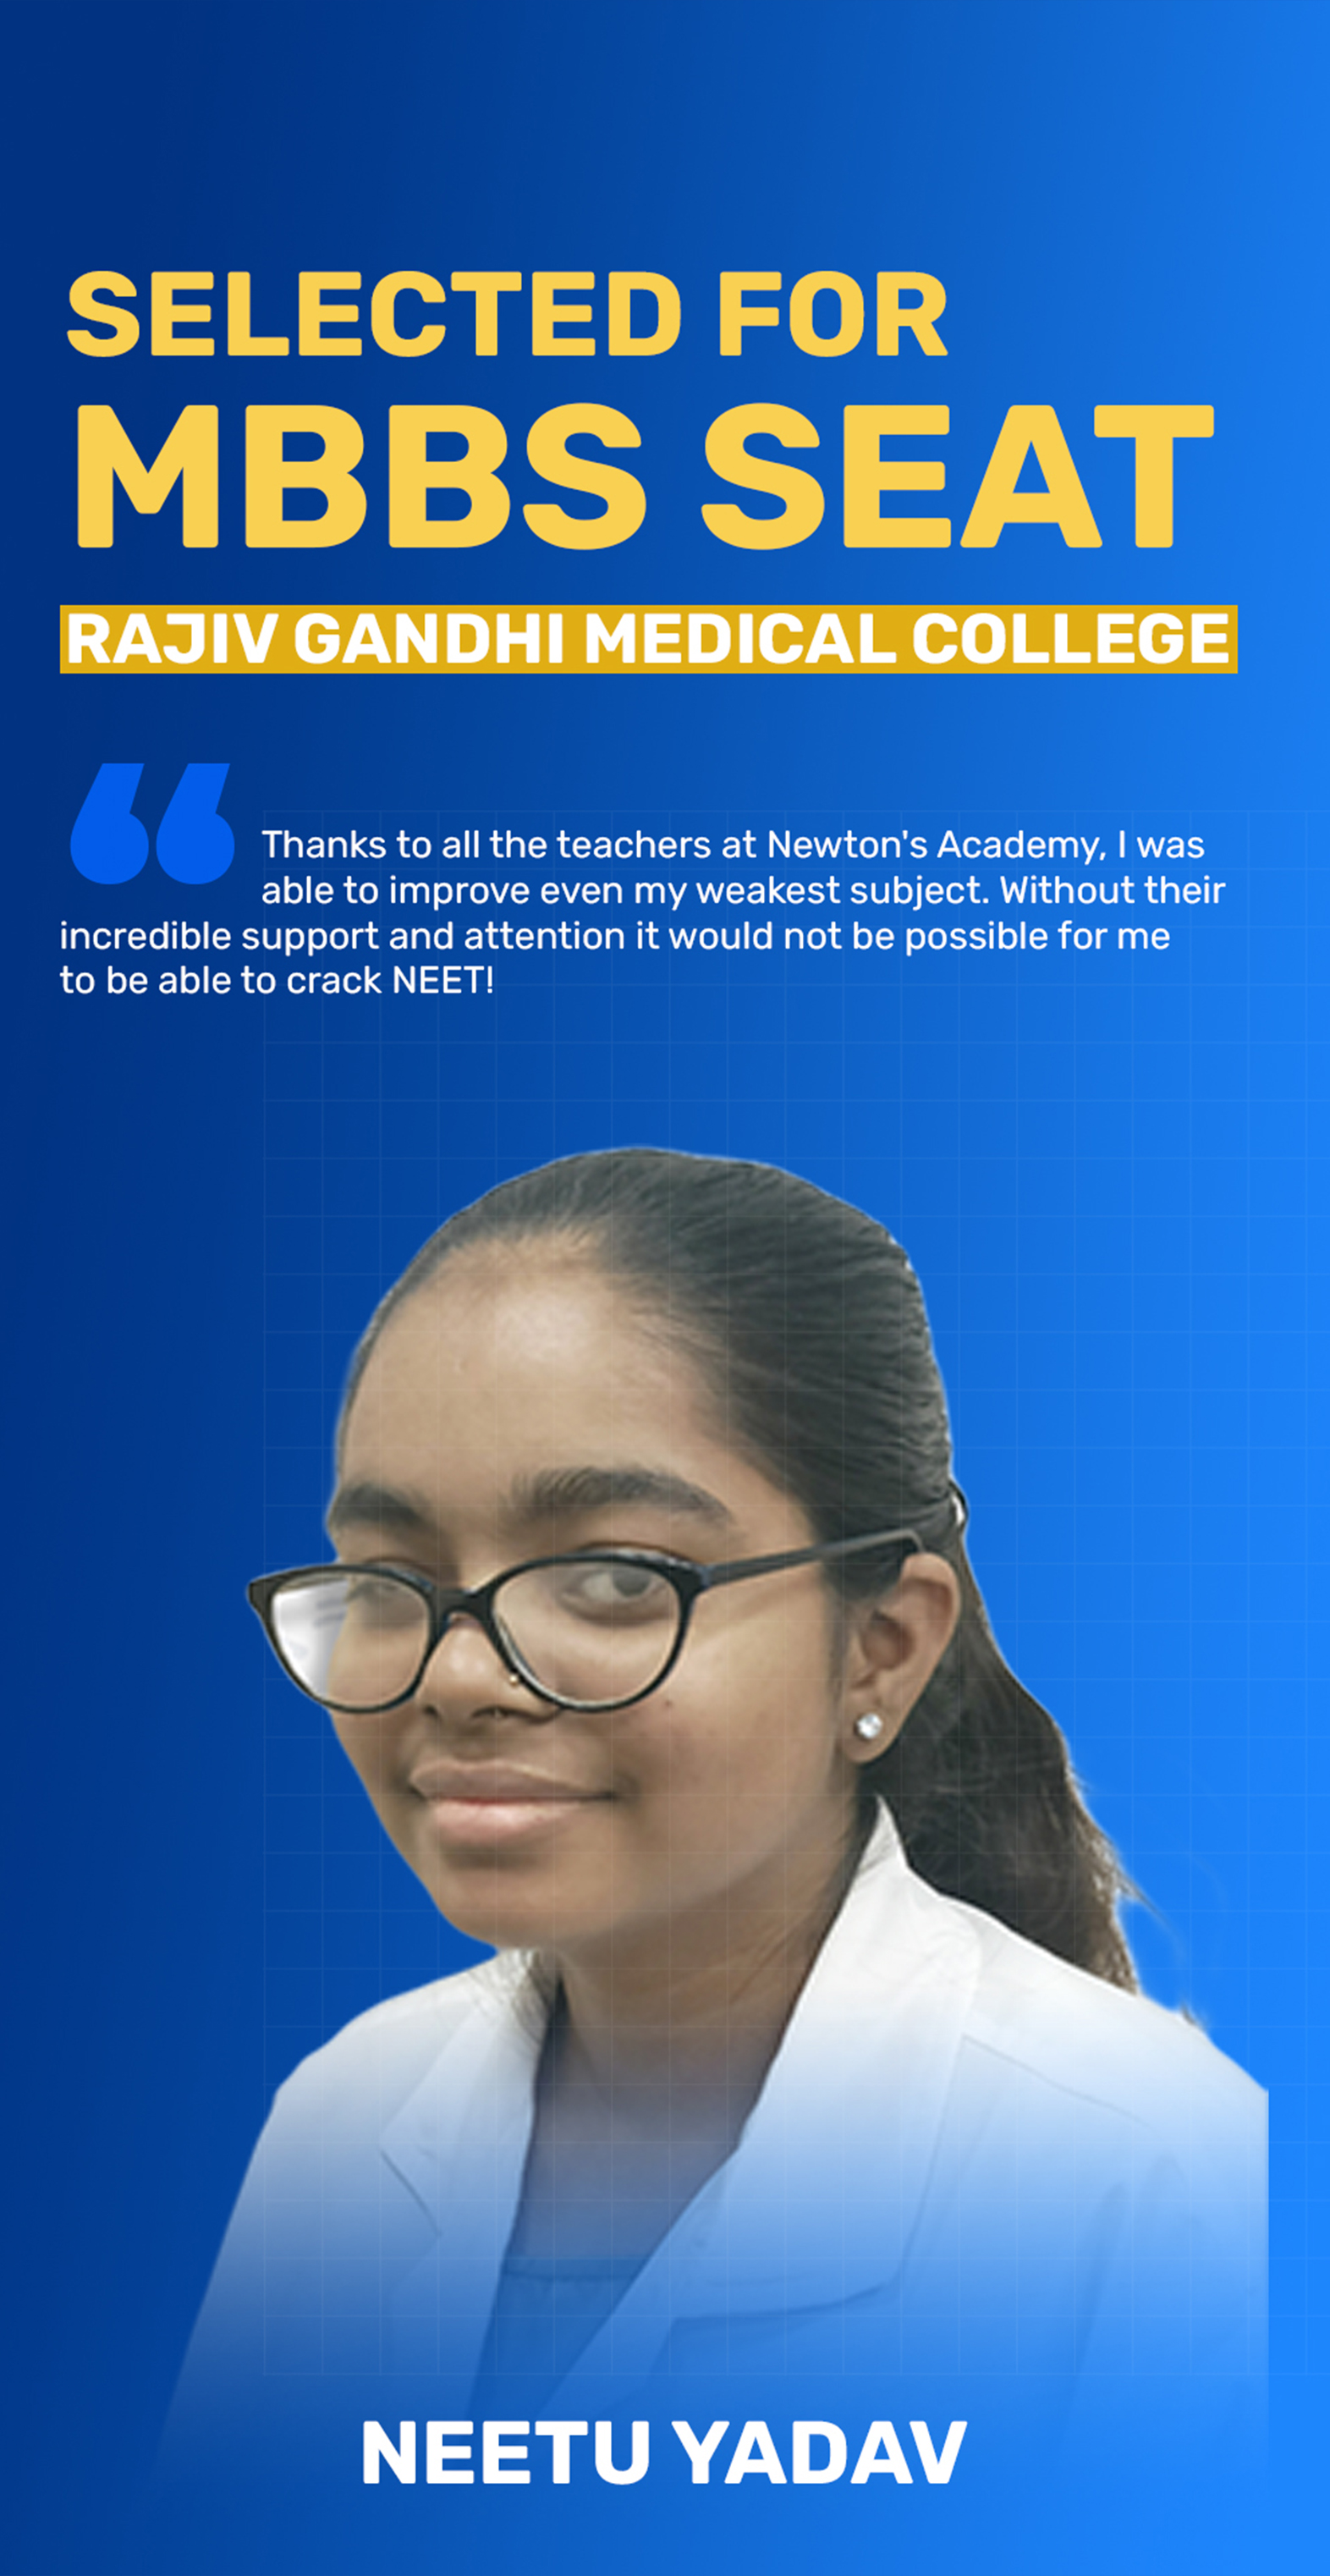 SELECTED FOR
MBBS SEAT
RAJIV GANDHI MEDICAL COLLEGE
Thanks to all the teachers at Newton's Academy, I was
able to improve even my weakest subject. Without their
incredible support and attention it would not be possible for me
to be able to crack NEET!
NEETU YADAV